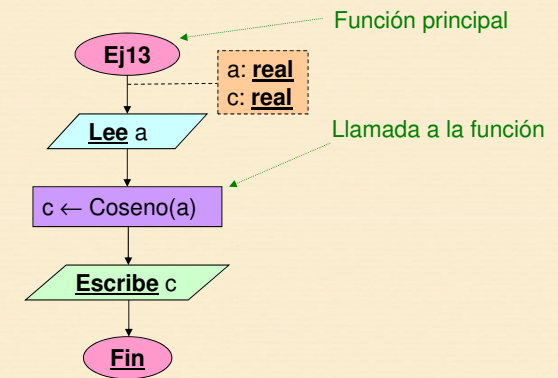 Función principal
Ej13
a: real
c: real
Lee a
Llamada a la función
c ← Coseno(a)
Escribe c
Fin